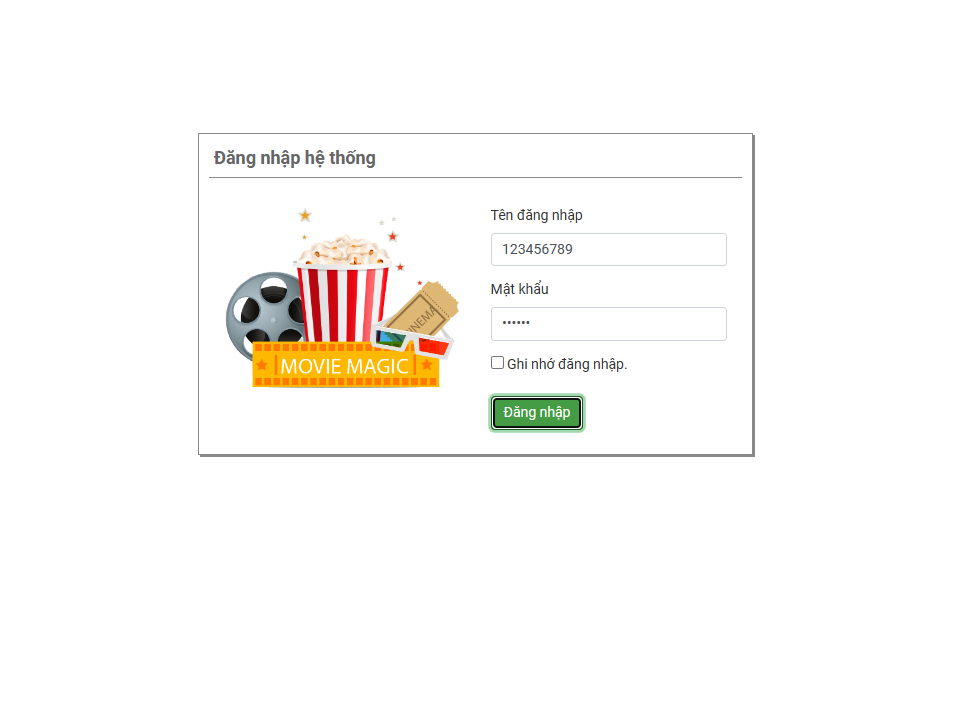 Đăng nhập hệ thống
Tên đăng nhập
123456789
Mật khẩu
••••••
Ghi nhớ đăng nhập.
Đăng nhập
CINEMA
MOVIE MAGIC